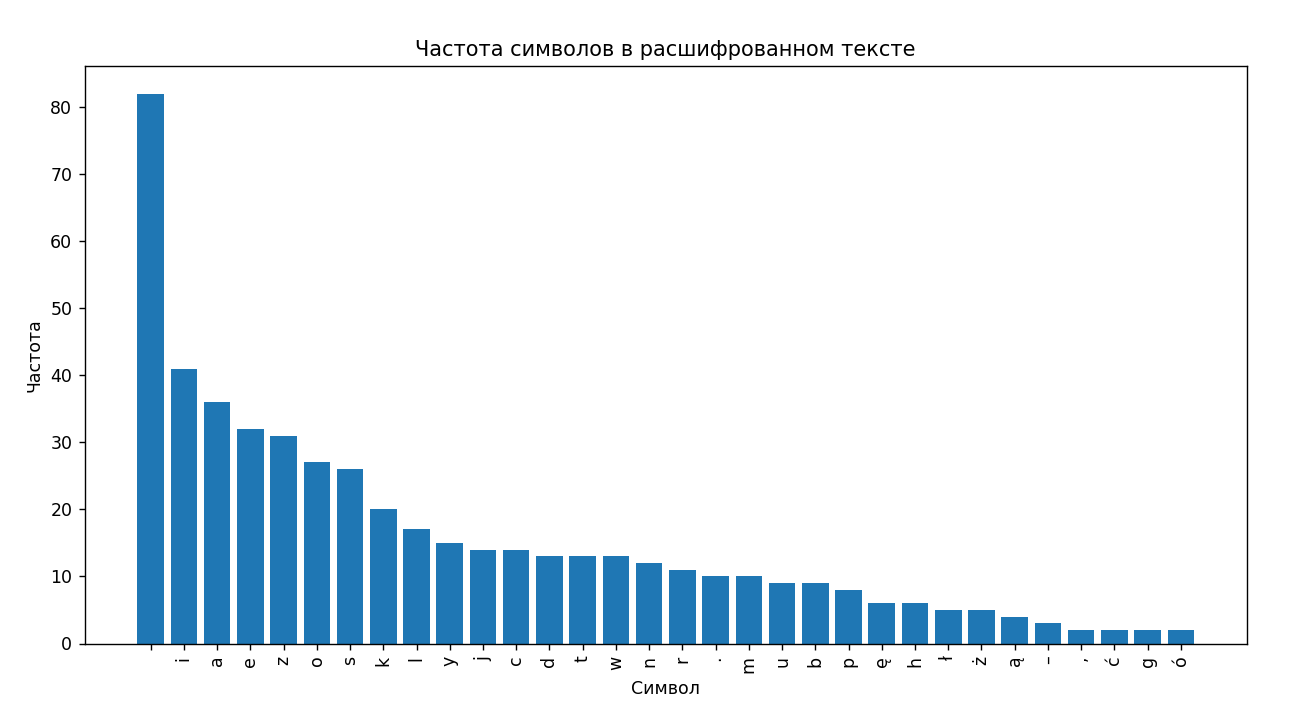 Частота символов в расшифрованном тексте
Частота
80
70
60
50
40
30
20
10
0
i a e z o s k l y j c d t w n r . m u b p ę h ł ż ą – , ć g ó
Символ